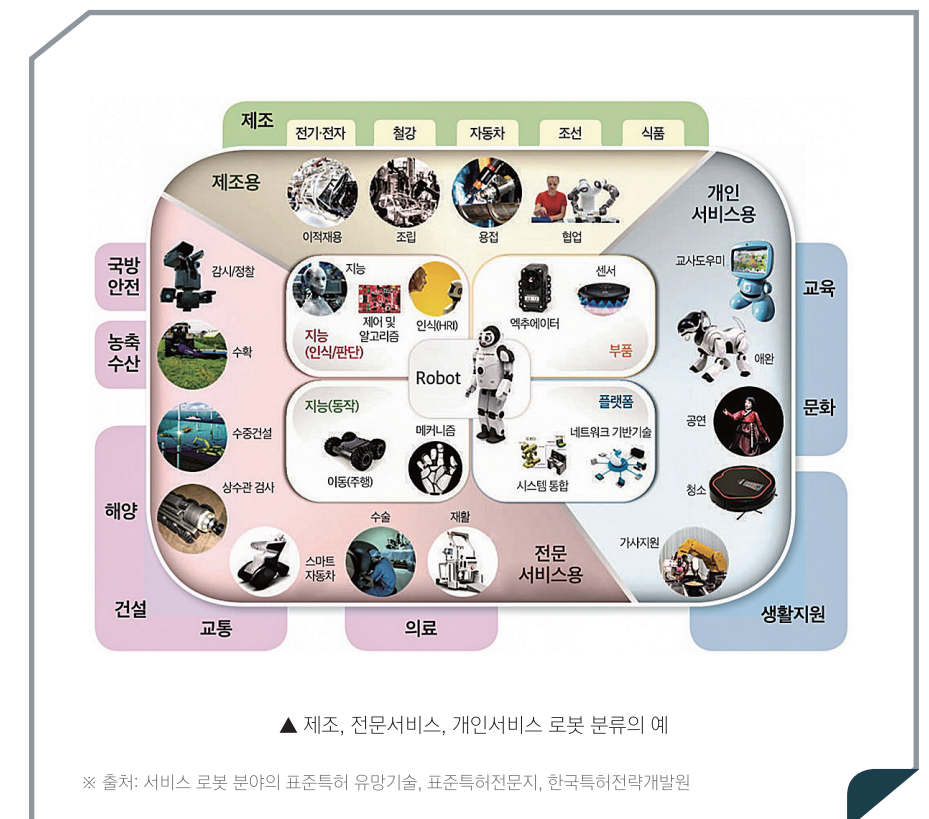 제조
전기·전자
철강
자동차
조선
식품
제조용
이적재용
조립
용접
협업
개인
서비스용
국방
안전
농축
수산
해양
건설
교통
의료
감시/정찰
수확
수중건설
상수관 검사
스마트
자동차
수술
재활
전문
서비스용
지능
제어 및
알고리즘
인식(HRI)
지능
(인식/판단)
엑추에이터
센서
부품
Robot
지능(동작)
메커니즘
이동(주행)
플랫폼
네트워크 기반기술
시스템 통합
교사도우미
애완
공연
청소
가사지원
교육
문화
생활지원
▲ 제조, 전문서비스, 개인서비스 로봇 분류의 예
※ 출처: 서비스 로봇 분야의 표준특허 유망기술, 표준특허전문지, 한국특허전략개발원